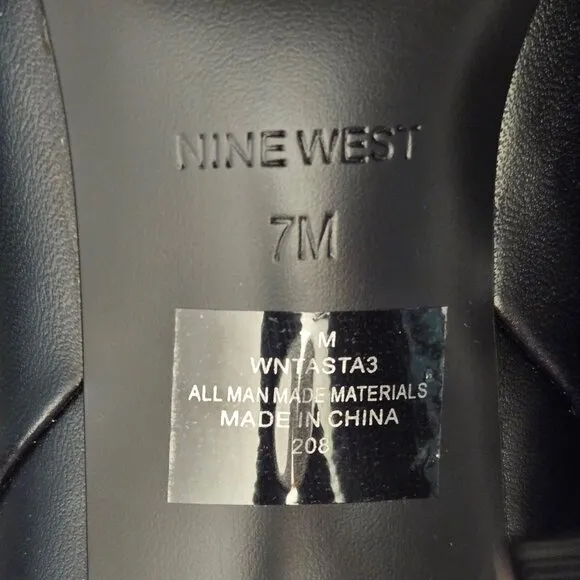 NINE WEST
7M
7 M
WNTASTA3
ALL MAN MADE MATERIALS
MADE IN CHINA
208